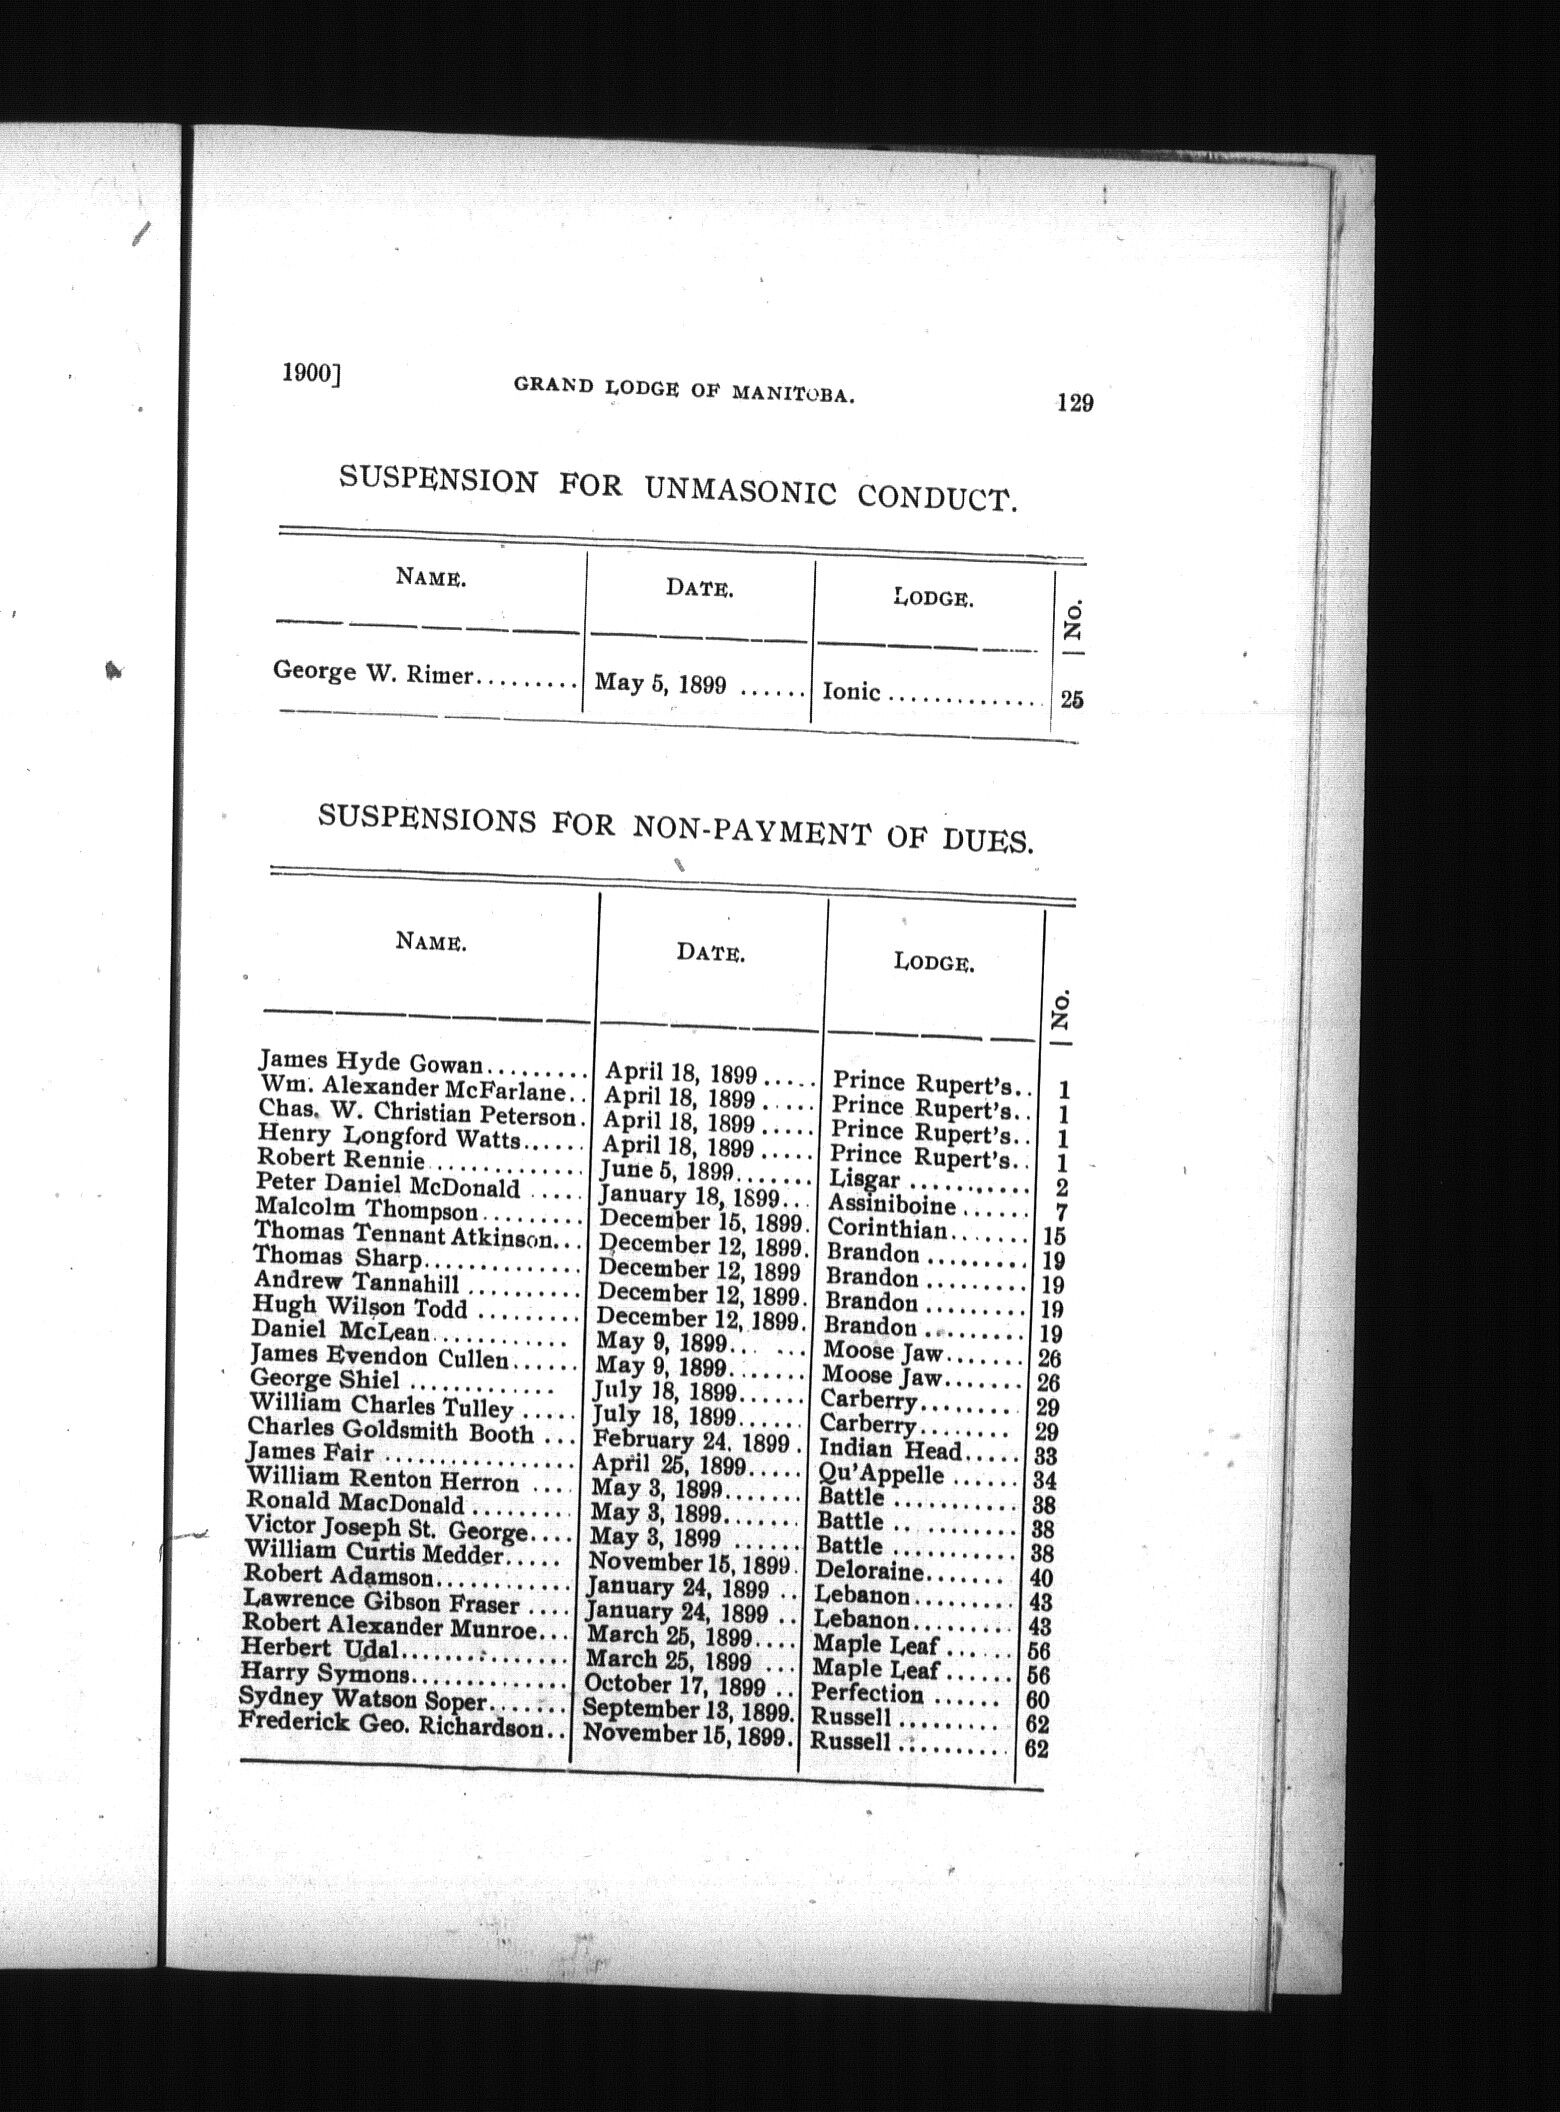 1900] GRAND LODGE OF MANITOBA. 129
SUSPENSION FOR UNMASONIC CONDUCT.
NAME. DATE. LODGE. No.
George W. Rimer......... May 5, 1899 ...... Ionic .............. 25
SUSPENSIONS FOR NON-PAYMENT OF DUES.
NAME. DATE. LODGE. No.
James Hyde Gowan......... April 18, 1899 ..... Prince Rupert's.. 1
Wm. Alexander McFarlane.. April 18, 1899 ..... Prince Rupert's.. 1
Chas. W. Christian Peterson. April 18, 1899 ..... Prince Rupert's.. 1
Henry Longford Watts...... April 18, 1899 ..... Prince Rupert's.. 1
Robert Rennie.............. June 5, 1899....... Lisgar ........... 2
Peter Daniel McDonald ..... January 18, 1899... Assiniboine ...... 7
Malcolm Thompson......... December 15, 1899. Corinthian....... 15
Thomas Tennant Atkinson... December 12, 1899. Brandon ......... 19
Thomas Sharp.............. December 12, 1899 Brandon ......... 19
Andrew Tannahill .......... December 12, 1899. Brandon ......... 19
Hugh Wilson Todd ......... December 12, 1899. Brandon ......... 19
Daniel McLean............ May 9, 1899... ... Moose Jaw....... 26
James Evendon Cullen...... May 9, 1899....... Moose Jaw....... 26
George Shiel ............. July 18, 1899...... Carberry......... 29
William Charles Tulley ..... July 18, 1899...... Carberry........ 29
Charles Goldsmith Booth ... February 24. 1899. Indian Head..... 33
James Fair ................. April 25, 1899..... Qu'Appelle ...... 34
William Renton Herron .... May 3, 1899....... Battle ........... 38
Ronald MacDonald ......... May 3, 1899....... Battle ........... 38
Victor Joseph St. George.... May 3, 1899 ...... Battle ........... 38
William Curtis Medder..... November 15, 1899. Deloraine....... 40
Robert Adamson............ January 24, 1899 .. Lebanon......... 43
Lawrence Gibson Fraser .... January 24, 1899 .. Lebanon......... 43
Robert Alexander Munroe... March 25, 1899.... Maple Leaf ...... 56
Herbert Udal............... March 25, 1899 ... Maple Leaf ...... 56
Harry Symons.............. October 17, 1899 .. Perfection ...... 60
Sydney Watson Soper....... September 13, 1899. Russell ......... 62
Frederick Geo. Richardson.. November 15, 1899. Russell .......... 62